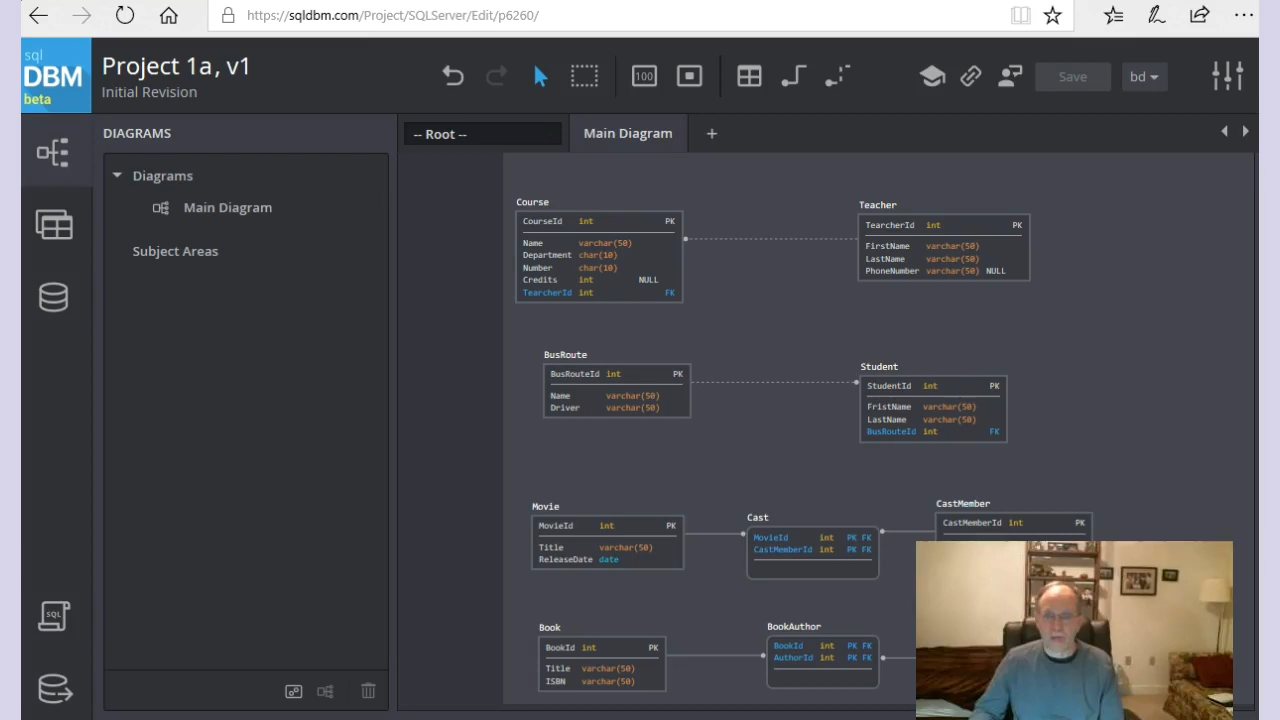 https://sqldbm.com/Project/SQLServer/Edit/p6260/
sql
DBM
beta
Project 1a, v1
Initial Revision
100
Save
bd
DIAGRAMS
-- Root --
Main Diagram
+
Diagrams
Main Diagram
Subject Areas
SQL
Course
CourseId int PK
Name varchar(50)
Department char(10)
Number char(10)
Credits int NULL
TearcherId int FK
Teacher
TearcherId int PK
FirstName varchar(50)
LastName varchar(50)
PhoneNumber varchar(50) NULL
BusRoute
BusRouteId int PK
Name varchar(50)
Driver varchar(50)
Student
StudentId int PK
FristName varchar(50)
LastName varchar(50)
BusRouteId int FK
Movie
MovieId int PK
Title varchar(50)
ReleaseDate date
Cast
MovieId int PK FK
CastMemberId int PK FK
CastMember
CastMemberId int PK
Book
BookId int PK
Title varchar(50)
ISBN varchar(50)
BookAuthor
BookId int PK FK
AuthorId int PK FK